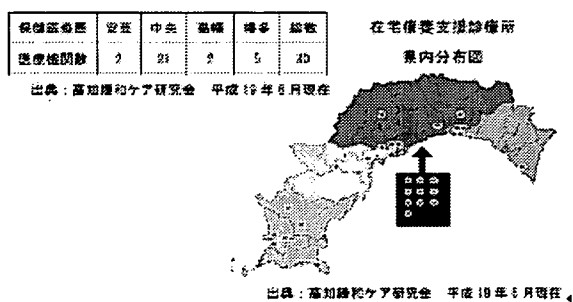 保健医療圏 安芸 中央 高幡 幡多 総数
医療機関数 2 21 2 5 30
出典：高知緩和ケア研究会 平成19年6月現在
在宅療養支援診療所
県内分布図
出典：高知緩和ケア研究会 平成19年6月現在